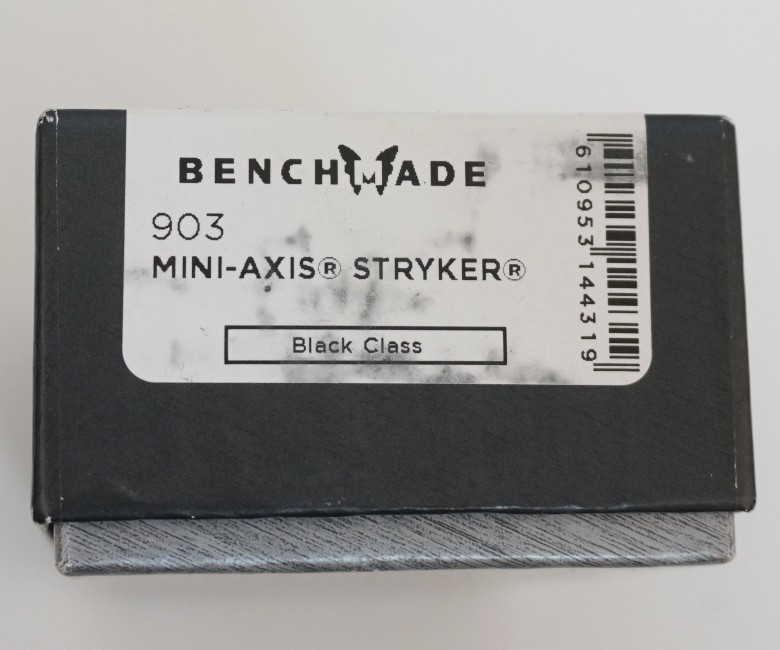 BENCHMADE
903
MINI-AXIS® STRYKER®
Black Class
610953144319